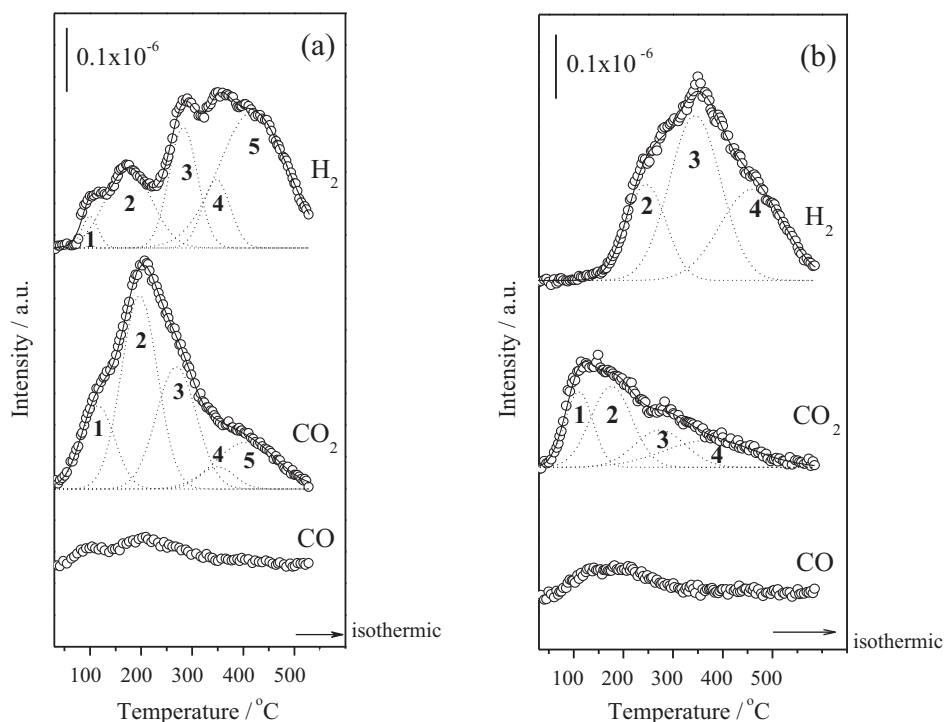 (a)
0.1x10⁻⁶
H₂
1
2
3
4
5
CO₂
1
2
3
4
5
CO
isothermic
100 200 300 400 500
Temperature / °C
Intensity / a.u.
(b)
0.1x10⁻⁶
H₂
2
3
4
CO₂
1
2
3
4
CO
isothermic
100 200 300 400 500
Temperature / °C
Intensity / a.u.